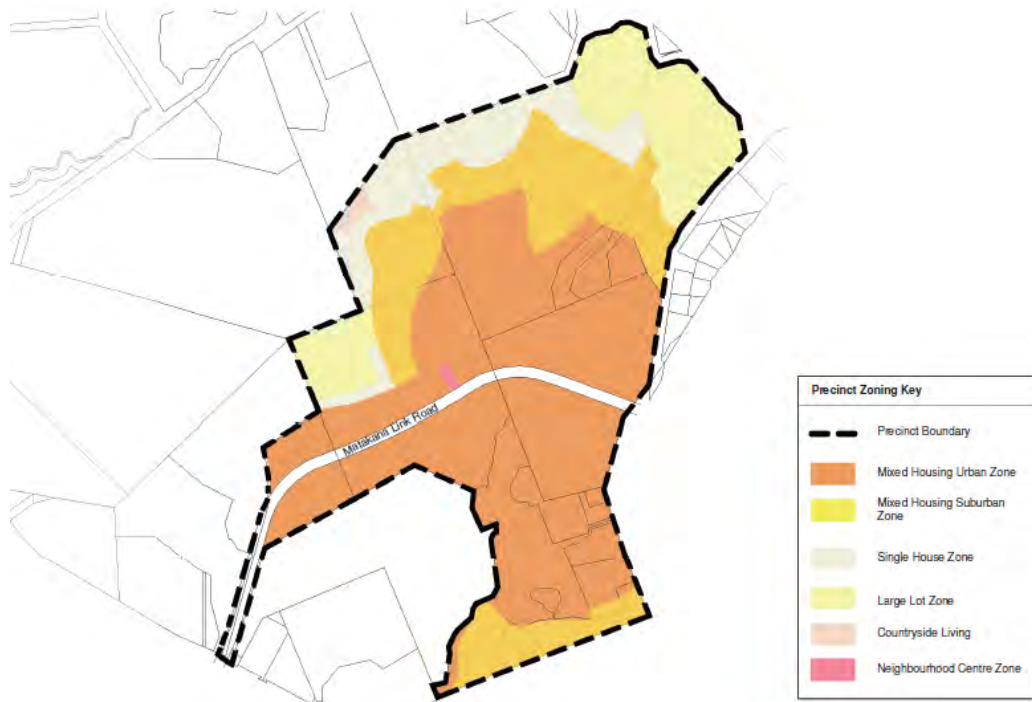 Matakana Link Road
Precinct Zoning Key
Precinct Boundary
Mixed Housing Urban Zone
Mixed Housing Suburban
Zone
Single House Zone
Large Lot Zone
Countryside Living
Neighbourhood Centre Zone